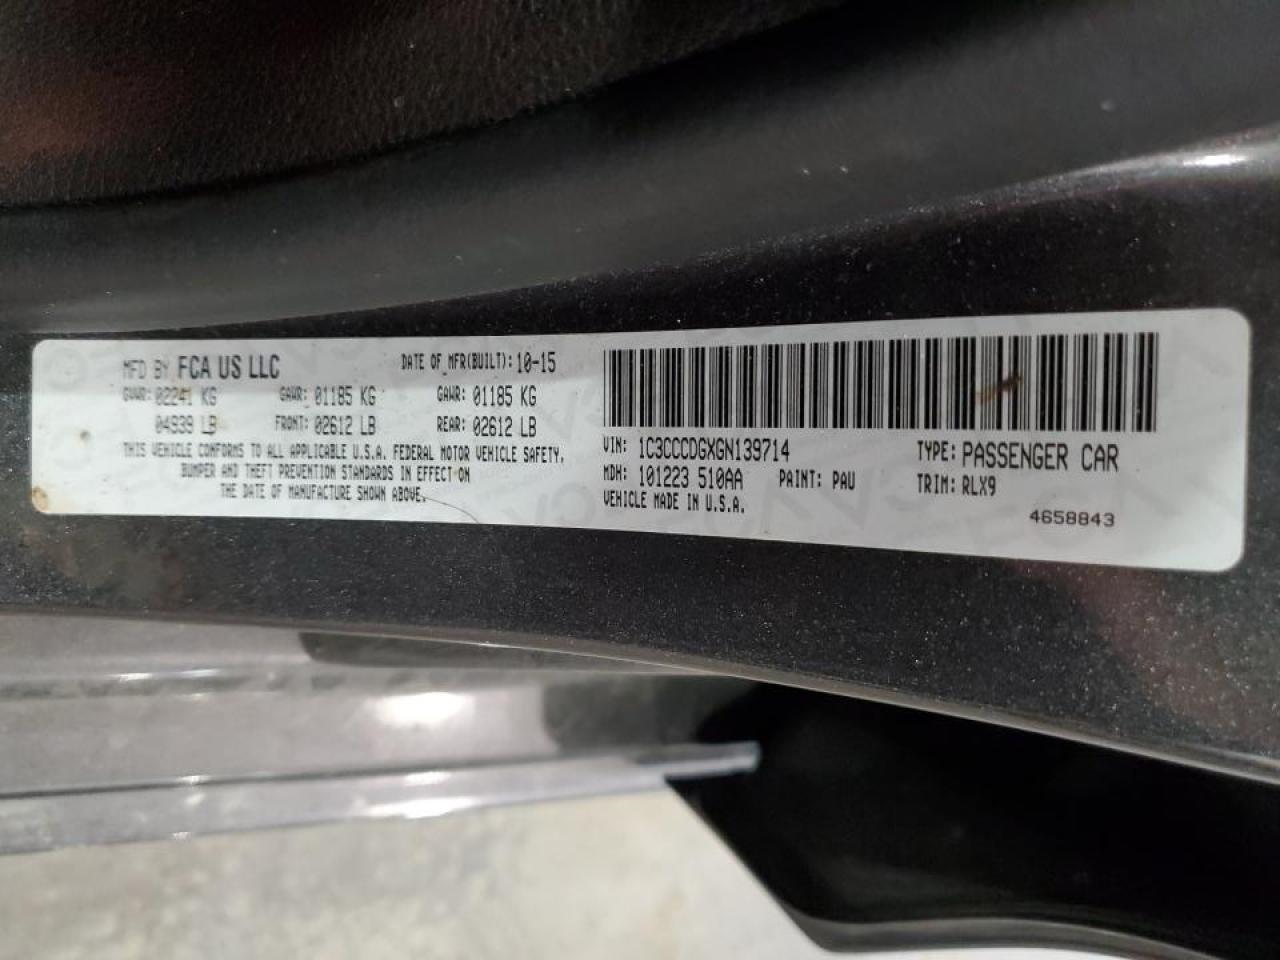 MFD BY FCA US LLC DATE OF MFR(BUILT): 10-15
GVWR: 02241 KG GAWR: 01185 KG GAWR: 01185 KG
04939 LB FRONT: 02612 LB REAR: 02612 LB
THIS VEHICLE CONFORMS TO ALL APPLICABLE U.S.A. FEDERAL MOTOR VEHICLE SAFETY,
BUMPER AND THEFT PREVENTION STANDARDS IN EFFECT ON
THE DATE OF MANUFACTURE SHOWN ABOVE.
VIN: 1C3CCCDGXGN139714 TYPE: PASSENGER CAR
MDH: 101223 510AA PAINT: PAU TRIM: RLX9
VEHICLE MADE IN U.S.A.
4658843